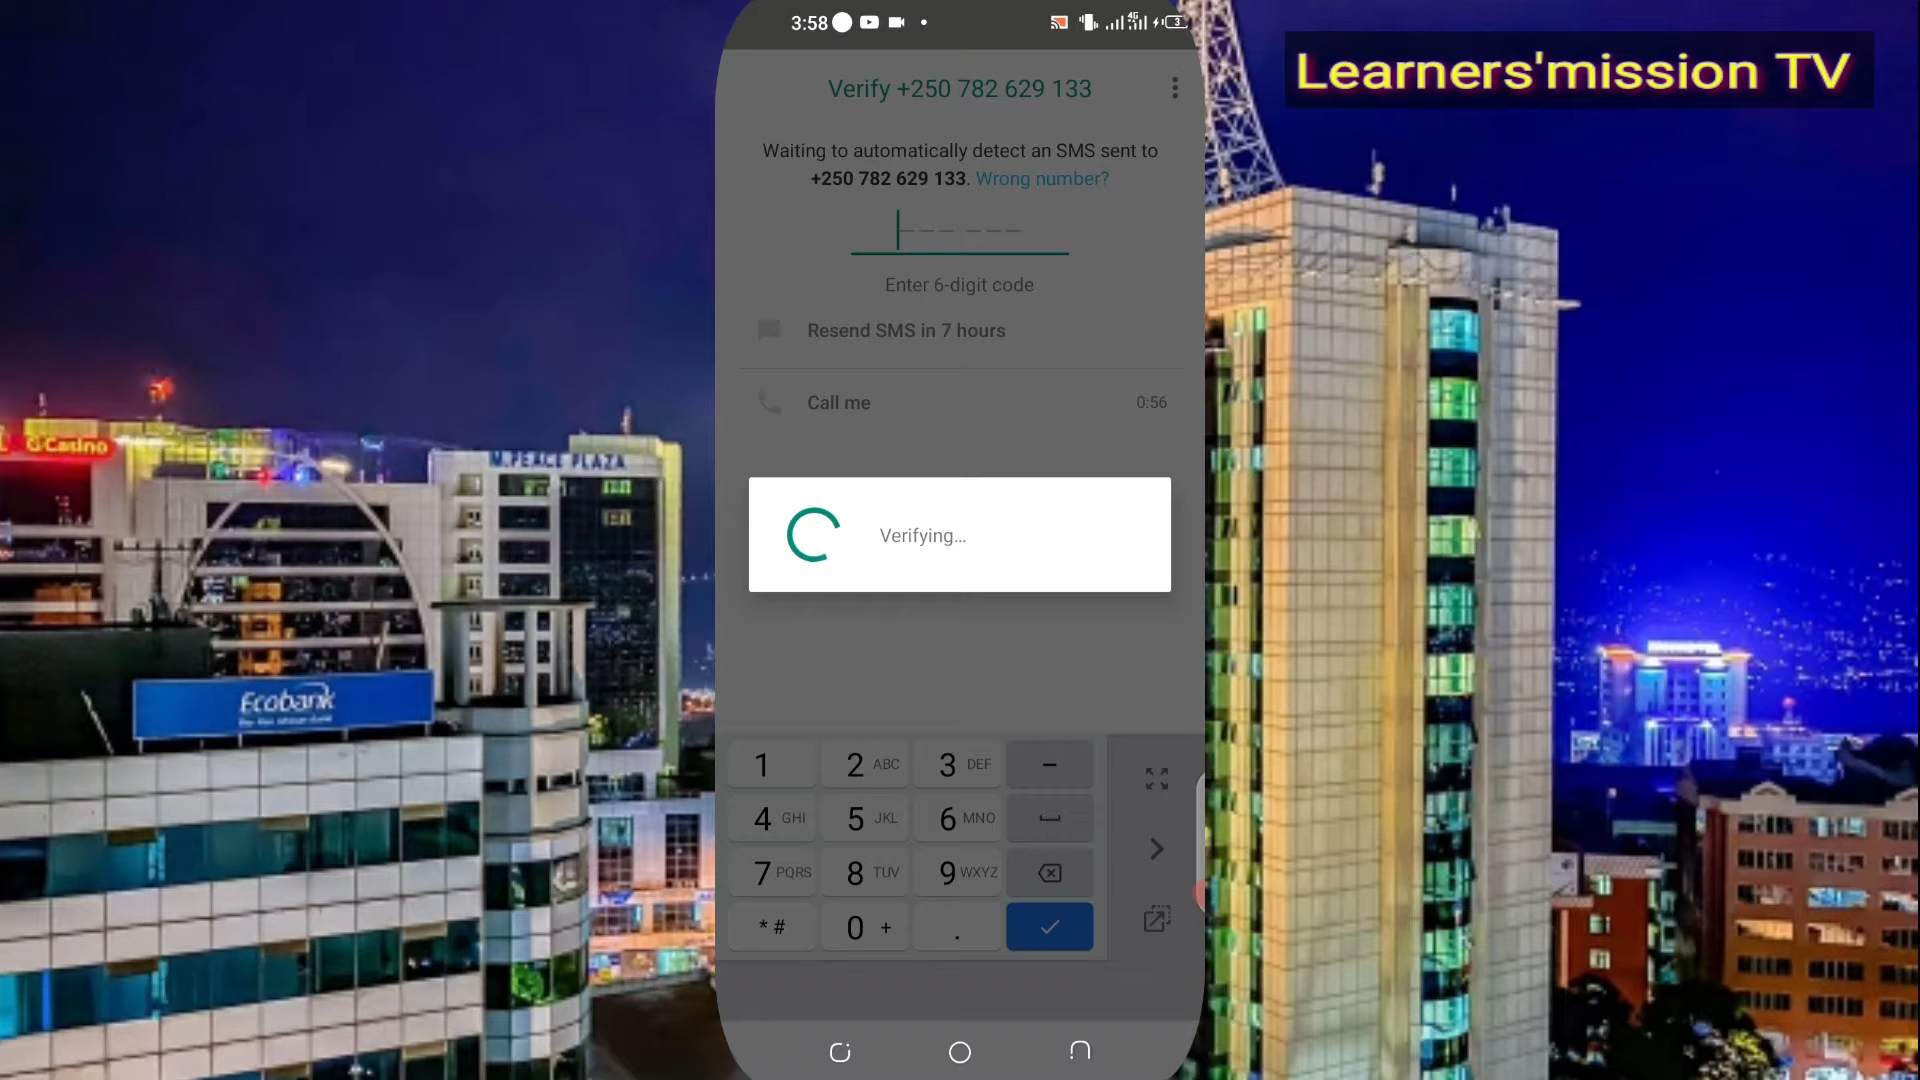 3:58
4G
3
Learners'mission TV
Verify +250 782 629 133
Waiting to automatically detect an SMS sent to
+250 782 629 133. Wrong number?
Enter 6-digit code
Resend SMS in 7 hours
Call me
0:56
Verifying...
G Casino
M.PEACE PLAZA
Ecobank
1
2 ABC
3 DEF
–
4 GHI
5 JKL
6 MNO
7 PQRS
8 TUV
9 WXYZ
* #
0 +
.